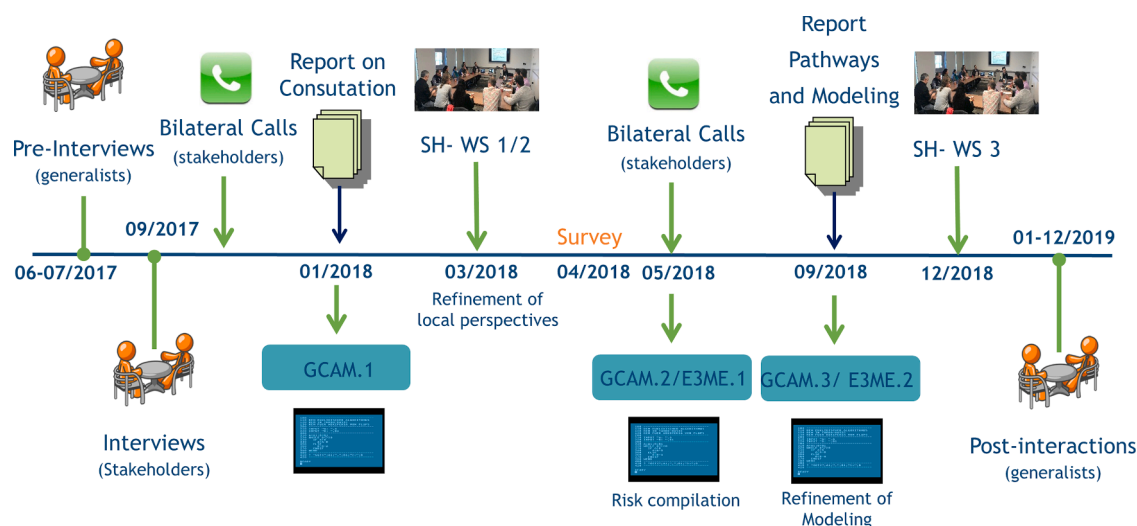 Report
Pathways
and Modeling
Report on
Consutation
Bilateral Calls
(stakeholders)
Pre-Interviews
(generalists)
SH- WS 1/2
Bilateral Calls
(stakeholders)
SH- WS 3
09/2017
Survey
01-12/2019
06-07/2017
01/2018
03/2018
04/2018
05/2018
09/2018
12/2018
Refinement of
local perspectives
GCAM.1
GCAM.2/E3ME.1
GCAM.3/ E3ME.2
Interviews
(Stakeholders)
Post-interactions
(generalists)
Risk compilation
Refinement of
Modeling